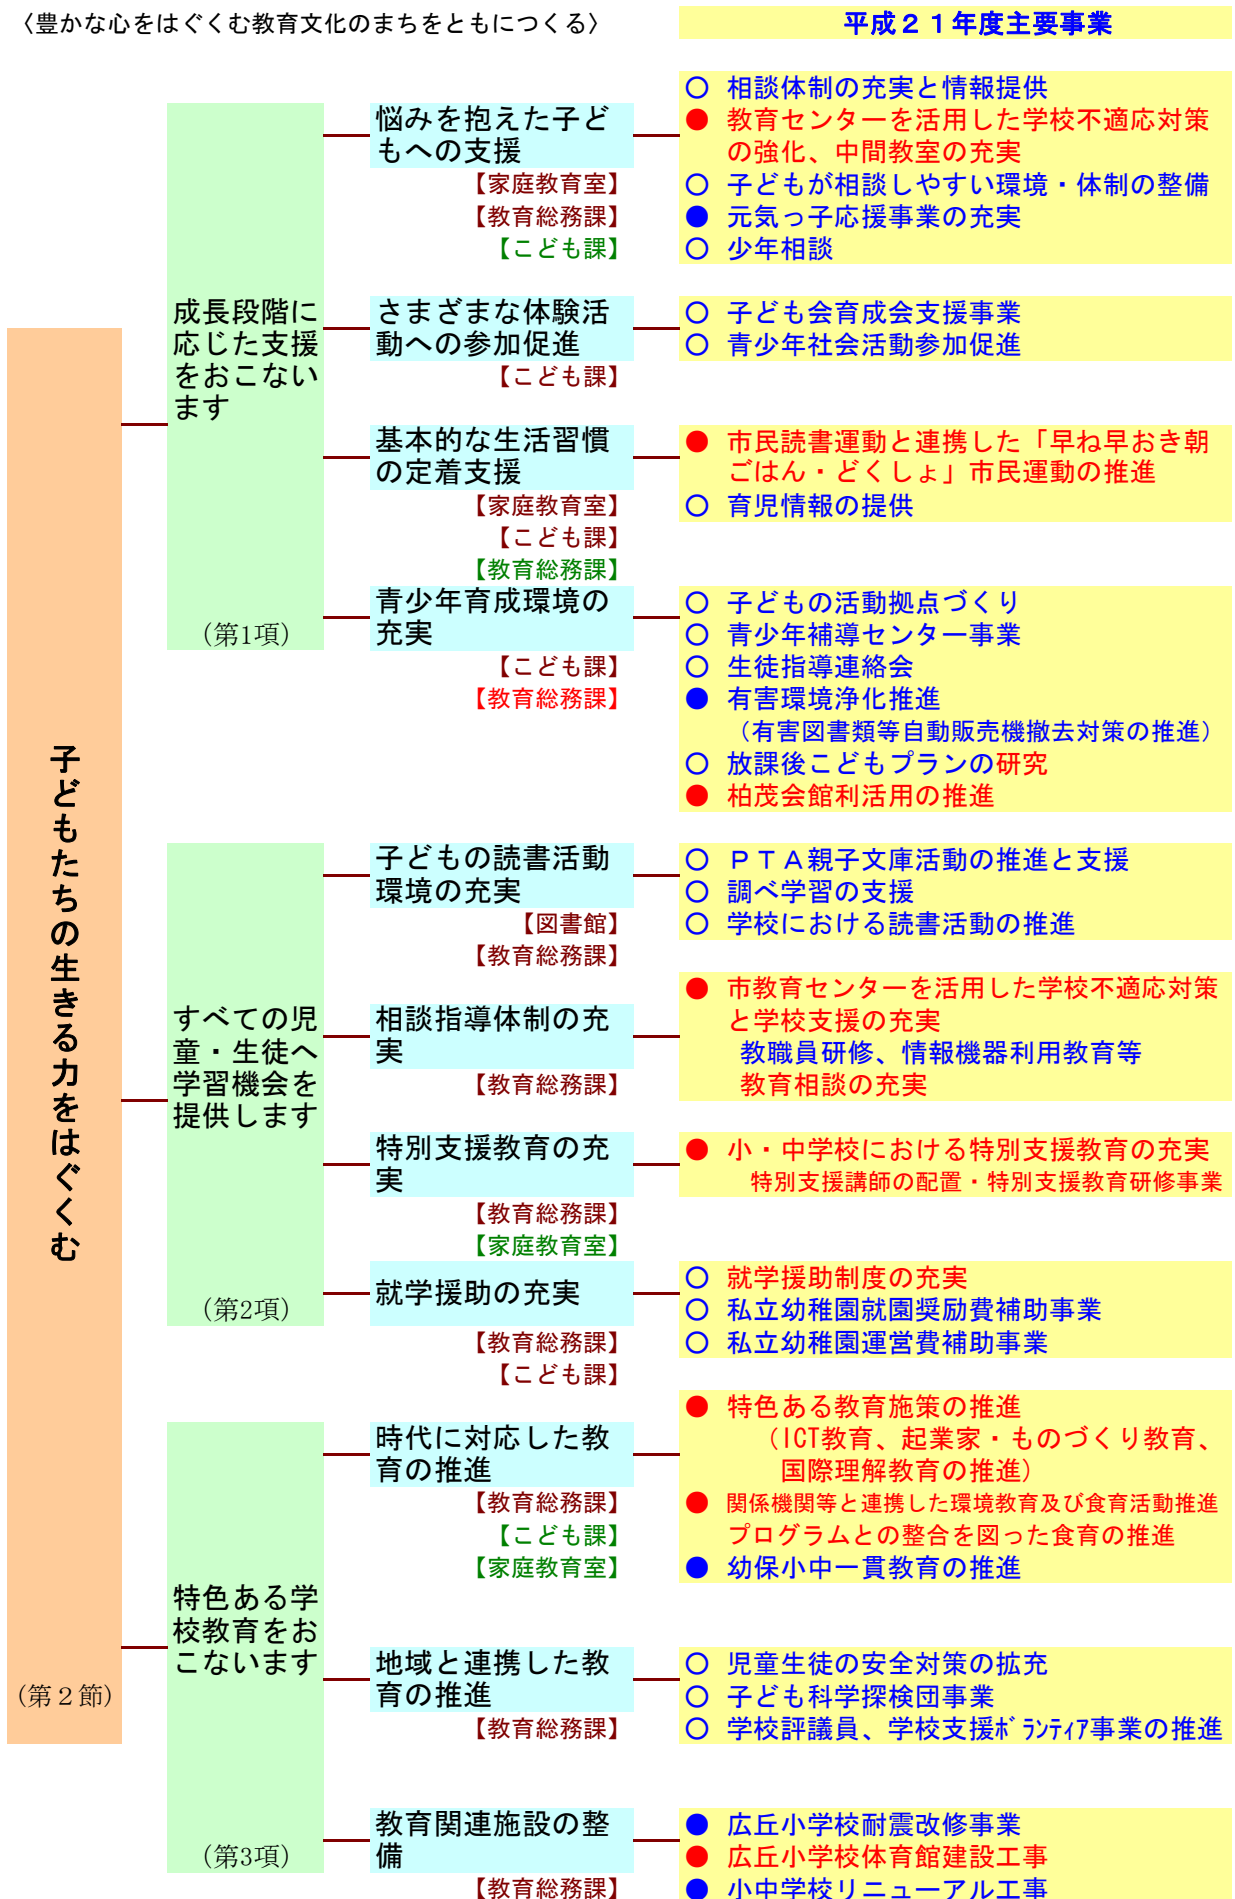 〈豊かな心をはぐくむ教育文化のまちをともにつくる〉
平成２１年度主要事業
子どもたちの生きる力をはぐくむ
(第２節)
成長段階に
応じた支援
をおこない
ます
(第1項)
悩みを抱えた子ど
もへの支援
【家庭教育室】
【教育総務課】
【こども課】
○ 相談体制の充実と情報提供
● 教育センターを活用した学校不適応対策
の強化、中間教室の充実
○ 子どもが相談しやすい環境・体制の整備
● 元気っ子応援事業の充実
○ 少年相談
さまざまな体験活
動への参加促進
【こども課】
○ 子ども会育成会支援事業
○ 青少年社会活動参加促進
基本的な生活習慣
の定着支援
【家庭教育室】
【こども課】
【教育総務課】
● 市民読書運動と連携した「早ね早おき朝
ごはん・どくしょ」市民運動の推進
○ 育児情報の提供
青少年育成環境の
充実
【こども課】
【教育総務課】
○ 子どもの活動拠点づくり
○ 青少年補導センター事業
○ 生徒指導連絡会
● 有害環境浄化推進
（有害図書類等自動販売機撤去対策の推進）
○ 放課後こどもプランの研究
● 柏茂会館利活用の推進
すべての児
童・生徒へ
学習機会を
提供します
(第2項)
子どもの読書活動
環境の充実
【図書館】
【教育総務課】
○ ＰＴＡ親子文庫活動の推進と支援
○ 調べ学習の支援
○ 学校における読書活動の推進
相談指導体制の充
実
【教育総務課】
● 市教育センターを活用した学校不適応対策
と学校支援の充実
教職員研修、情報機器利用教育等
教育相談の充実
特別支援教育の充
実
【教育総務課】
【家庭教育室】
● 小・中学校における特別支援教育の充実
特別支援講師の配置・特別支援教育研修事業
就学援助の充実
【教育総務課】
【こども課】
○ 就学援助制度の充実
○ 私立幼稚園就園奨励費補助事業
○ 私立幼稚園運営費補助事業
特色ある学
校教育をお
こないます
(第3項)
時代に対応した教
育の推進
【教育総務課】
【こども課】
【家庭教育室】
● 特色ある教育施策の推進
（ICT教育、起業家・ものづくり教育、
国際理解教育の推進）
● 関係機関等と連携した環境教育及び食育活動推進
プログラムとの整合を図った食育の推進
● 幼保小中一貫教育の推進
地域と連携した教
育の推進
【教育総務課】
○ 児童生徒の安全対策の拡充
○ 子ども科学探検団事業
○ 学校評議員、学校支援ﾎﾞﾗﾝﾃｨｱ事業の推進
教育関連施設の整
備
【教育総務課】
● 広丘小学校耐震改修事業
● 広丘小学校体育館建設工事
● 小中学校リニューアル工事